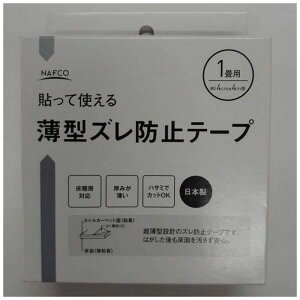 NAFCO
1畳用
貼って使える
薄型ズレ防止テープ
床暖房
対応
厚みが
薄い
ハサミで
カットOK
日本製
タイルカーペット面(粘着)
床面(微粘着)
超薄型設計のズレ防止テープです。
はがした後も床面を汚さず安心。